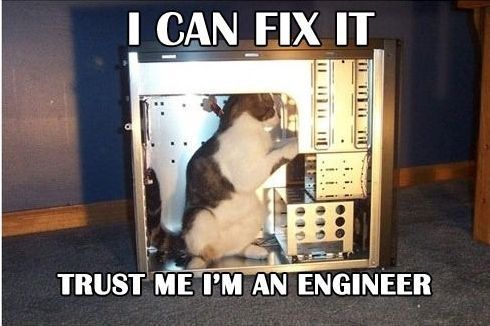 I CAN FIX IT
TRUST ME I'M AN ENGINEER